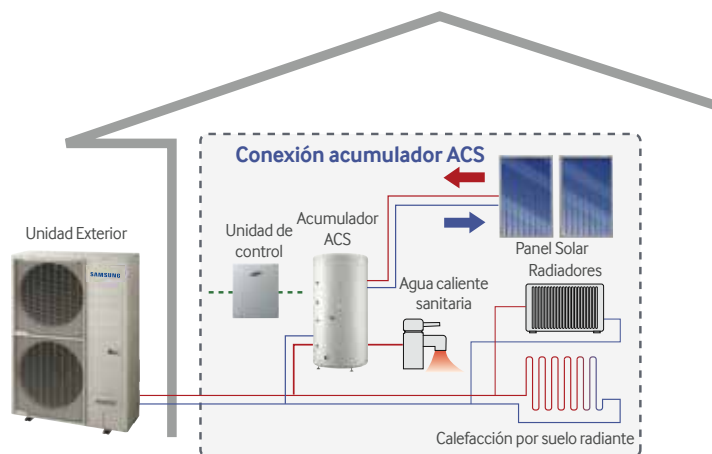 Conexión acumulador ACS
Unidad Exterior
SAMSUNG
Unidad de
control
Acumulador
ACS
Panel Solar
Agua caliente
sanitaria
Radiadores
Calefacción por suelo radiante